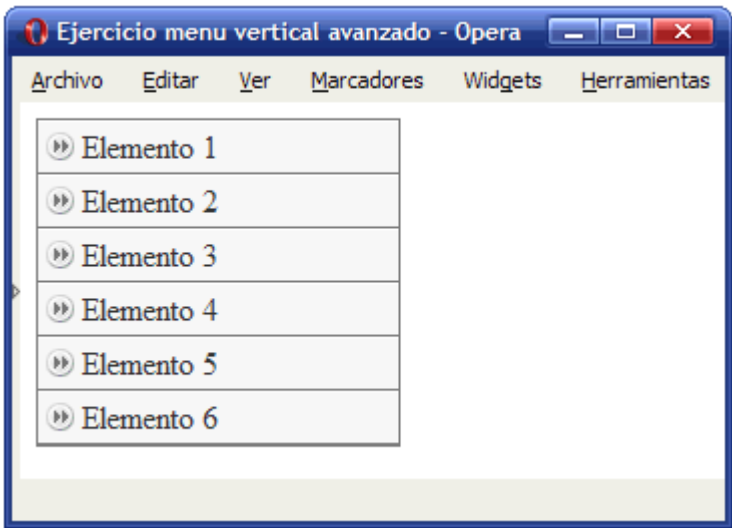 Ejercicio menu vertical avanzado - Opera
Archivo Editar Ver Marcadores Widgets Herramientas
Elemento 1
Elemento 2
Elemento 3
Elemento 4
Elemento 5
Elemento 6